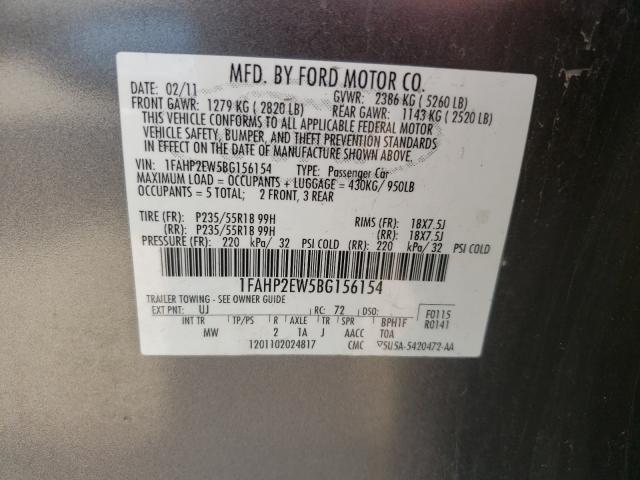 MFD. BY FORD MOTOR CO.
DATE: 02/11 GVWR: 2386 KG ( 5260 LB)
FRONT GAWR: 1279 KG ( 2820 LB) REAR GAWR: 1143 KG ( 2520 LB)
THIS VEHICLE CONFORMS TO ALL APPLICABLE FEDERAL MOTOR
VEHICLE SAFETY, BUMPER, AND THEFT PREVENTION STANDARDS
IN EFFECT ON THE DATE OF MANUFACTURE SHOWN ABOVE.
VIN: 1FAHP2EW5BG156154 TYPE: Passenger Car
MAXIMUM LOAD = OCCUPANTS + LUGGAGE = 430KG/ 950LB
OCCUPANTS = 5 TOTAL: 2 FRONT, 3 REAR
TIRE (FR): P235/55R18 99H RIMS (FR): 18X7.5J
(RR): P235/55R18 99H (RR): 18X7.5J
PRESSURE (FR): 220 kPa/ 32 PSI COLD (RR): 220 kPa/ 32 PSI COLD
1FAHP2EW5BG156154
TRAILER TOWING - SEE OWNER GUIDE
EXT PNT: UJ RC: 72 DSO: F0115
INT TR TP/PS R AXLE TR SPR BPH1F R0141
MW 2 1A J AACC TOA
1201102024817 CMC 5U5A-5420472-AA